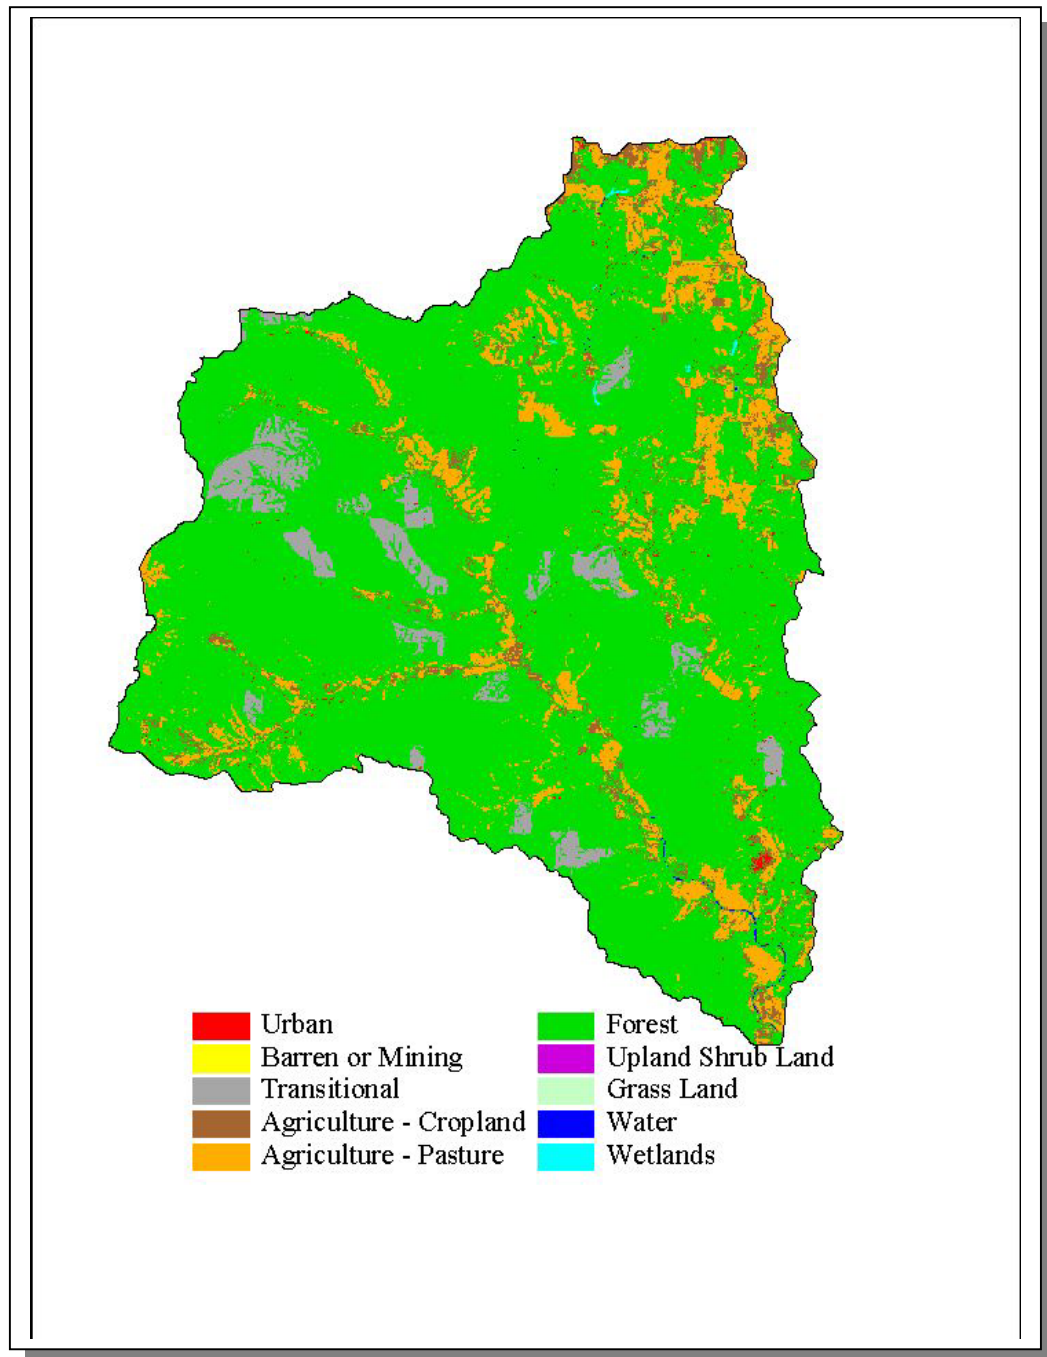 Urban
Barren or Mining
Transitional
Agriculture - Cropland
Agriculture - Pasture
Forest
Upland Shrub Land
Grass Land
Water
Wetlands